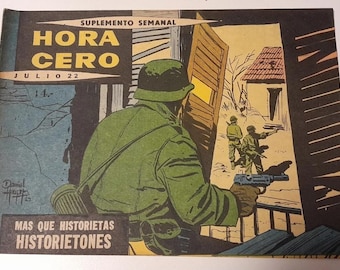 SUPLEMENTO SEMANAL
HORA
CERO
JULIO 22
MAS QUE HISTORIETAS
HISTORIETONES